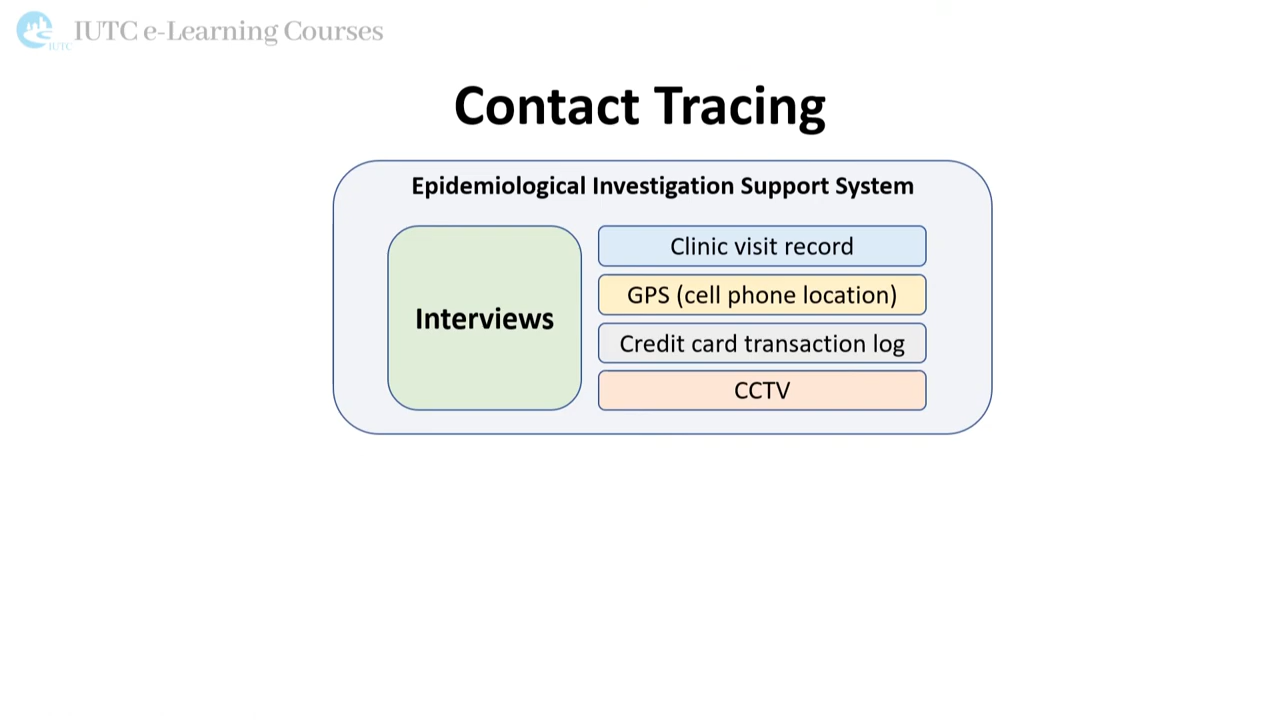 IUTC e-Learning Courses
IUTC
Contact Tracing
Epidemiological Investigation Support System
Interviews
Clinic visit record
GPS (cell phone location)
Credit card transaction log
CCTV